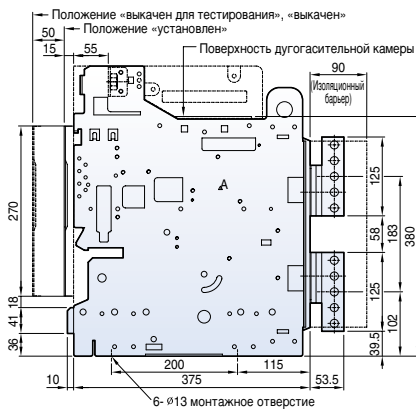 Положение «выкачен для тестирования», «выкачен»
Положение «установлен»
50
15
55
Поверхность дугогасительной камеры
90
(Изоляционный
барьер)
A
270
18
41
36
125
58
125
39.5
183
102
380
200
115
10
375
53.5
6- ø13 монтажное отверстие